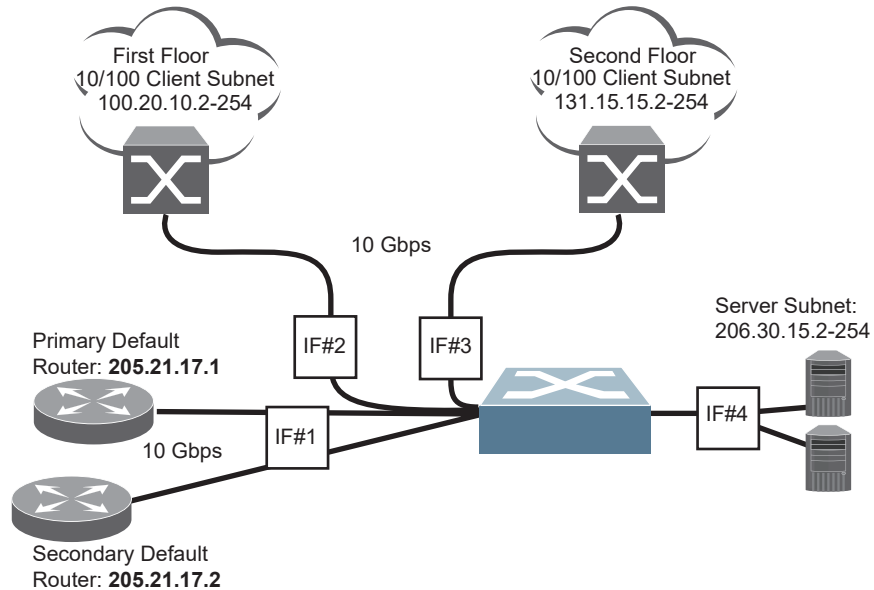 First Floor
10/100 Client Subnet
100.20.10.2-254
Second Floor
10/100 Client Subnet
131.15.15.2-254
10 Gbps
IF#2
IF#3
Server Subnet:
206.30.15.2-254
Primary Default
Router: 205.21.17.1
IF#1
IF#4
10 Gbps
Secondary Default
Router: 205.21.17.2